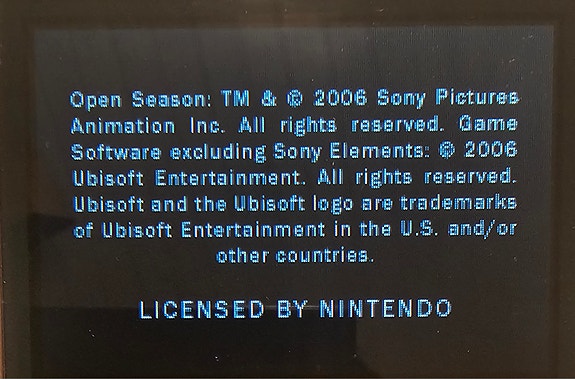 Open Season: TM & © 2006 Sony Pictures
Animation Inc. All rights reserved. Game
Software excluding Sony Elements: © 2006
Ubisoft Entertainment. All rights reserved.
Ubisoft and the Ubisoft logo are trademarks
of Ubisoft Entertainment in the U.S. and/or
other countries.
LICENSED BY NINTENDO